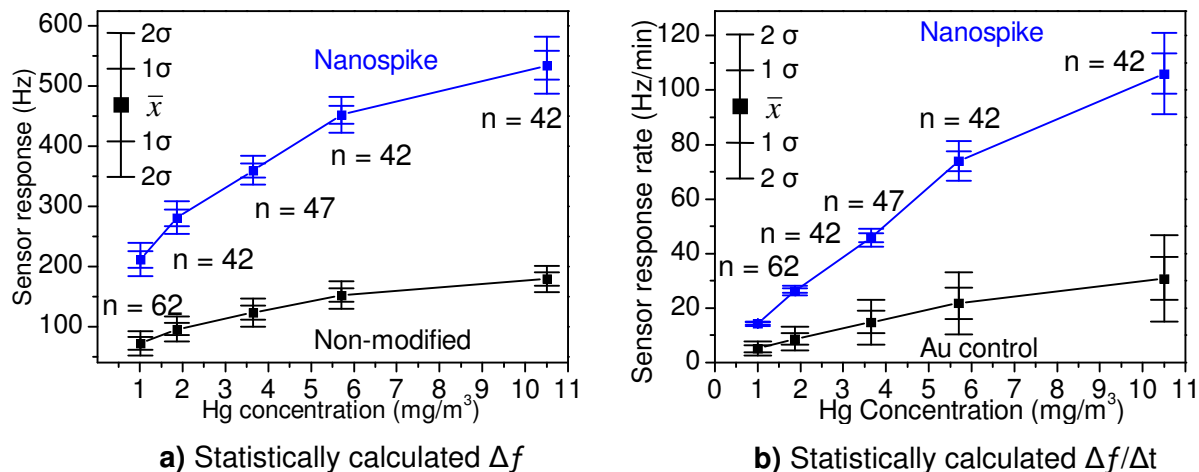 600
500
400
300
200
100
Sensor response (Hz)
2σ
1σ
x̅
1σ
2σ
Nanospike
n = 42
n = 42
n = 47
n = 42
n = 62
Non-modified
1 2 3 4 5 6 7 8 9 10 11
Hg concentration (mg/m³)
a) Statistically calculated Δƒ
120
100
80
60
40
20
0
Sensor response rate (Hz/min)
2 σ
1 σ
x̅
1 σ
2 σ
Nanospike
n = 42
n = 42
n = 47
n = 42
n = 62
Au control
0 1 2 3 4 5 6 7 8 9 10 11
Hg Concentration (mg/m³)
b) Statistically calculated Δƒ/Δt